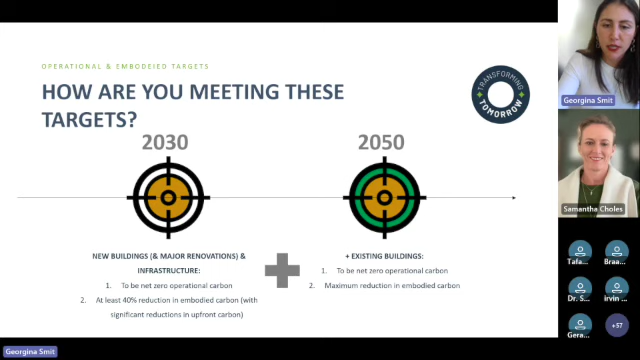 OPERATIONAL & EMBODEIED TARGETS
HOW ARE YOU MEETING THESE
TARGETS?
TRANSFORMING
TOMORROW
2030
2050
NEW BUILDINGS (& MAJOR RENOVATIONS) &
INFRASTRUCTURE:
1. To be net zero operational carbon
2. At least 40% reduction in embodied carbon (with
significant reductions in upfront carbon)
+ EXISTING BUILDINGS:
1. To be net zero operational carbon
2. Maximum reduction in embodied carbon
Georgina Smit
Samantha Choles
Tafa...
Braa...
Dr. S...
irvin ...
Gera...
+57
Georgina Smit